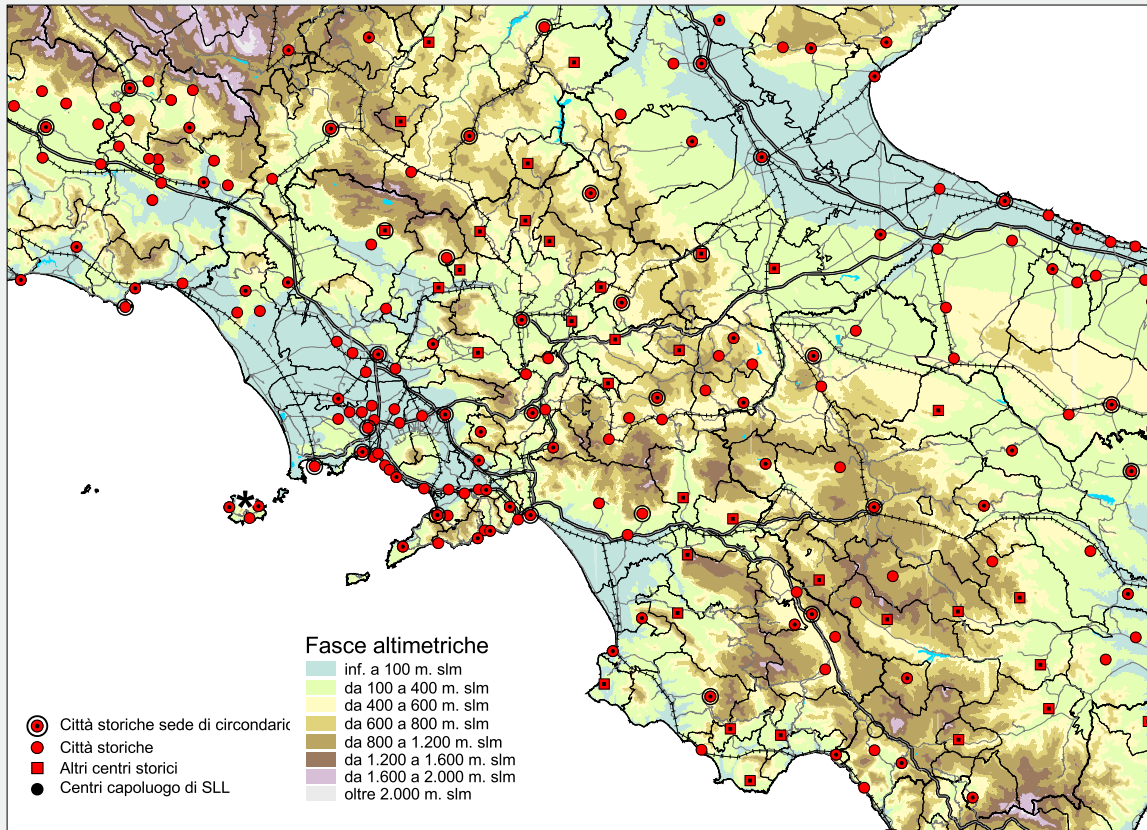 Fasce altimetriche
inf. a 100 m. slm
da 100 a 400 m. slm
da 400 a 600 m. slm
da 600 a 800 m. slm
da 800 a 1.200 m. slm
da 1.200 a 1.600 m. slm
da 1.600 a 2.000 m. slm
oltre 2.000 m. slm
Città storiche sede di circondaric
Città storiche
Altri centri storici
Centri capoluogo di SLL
*